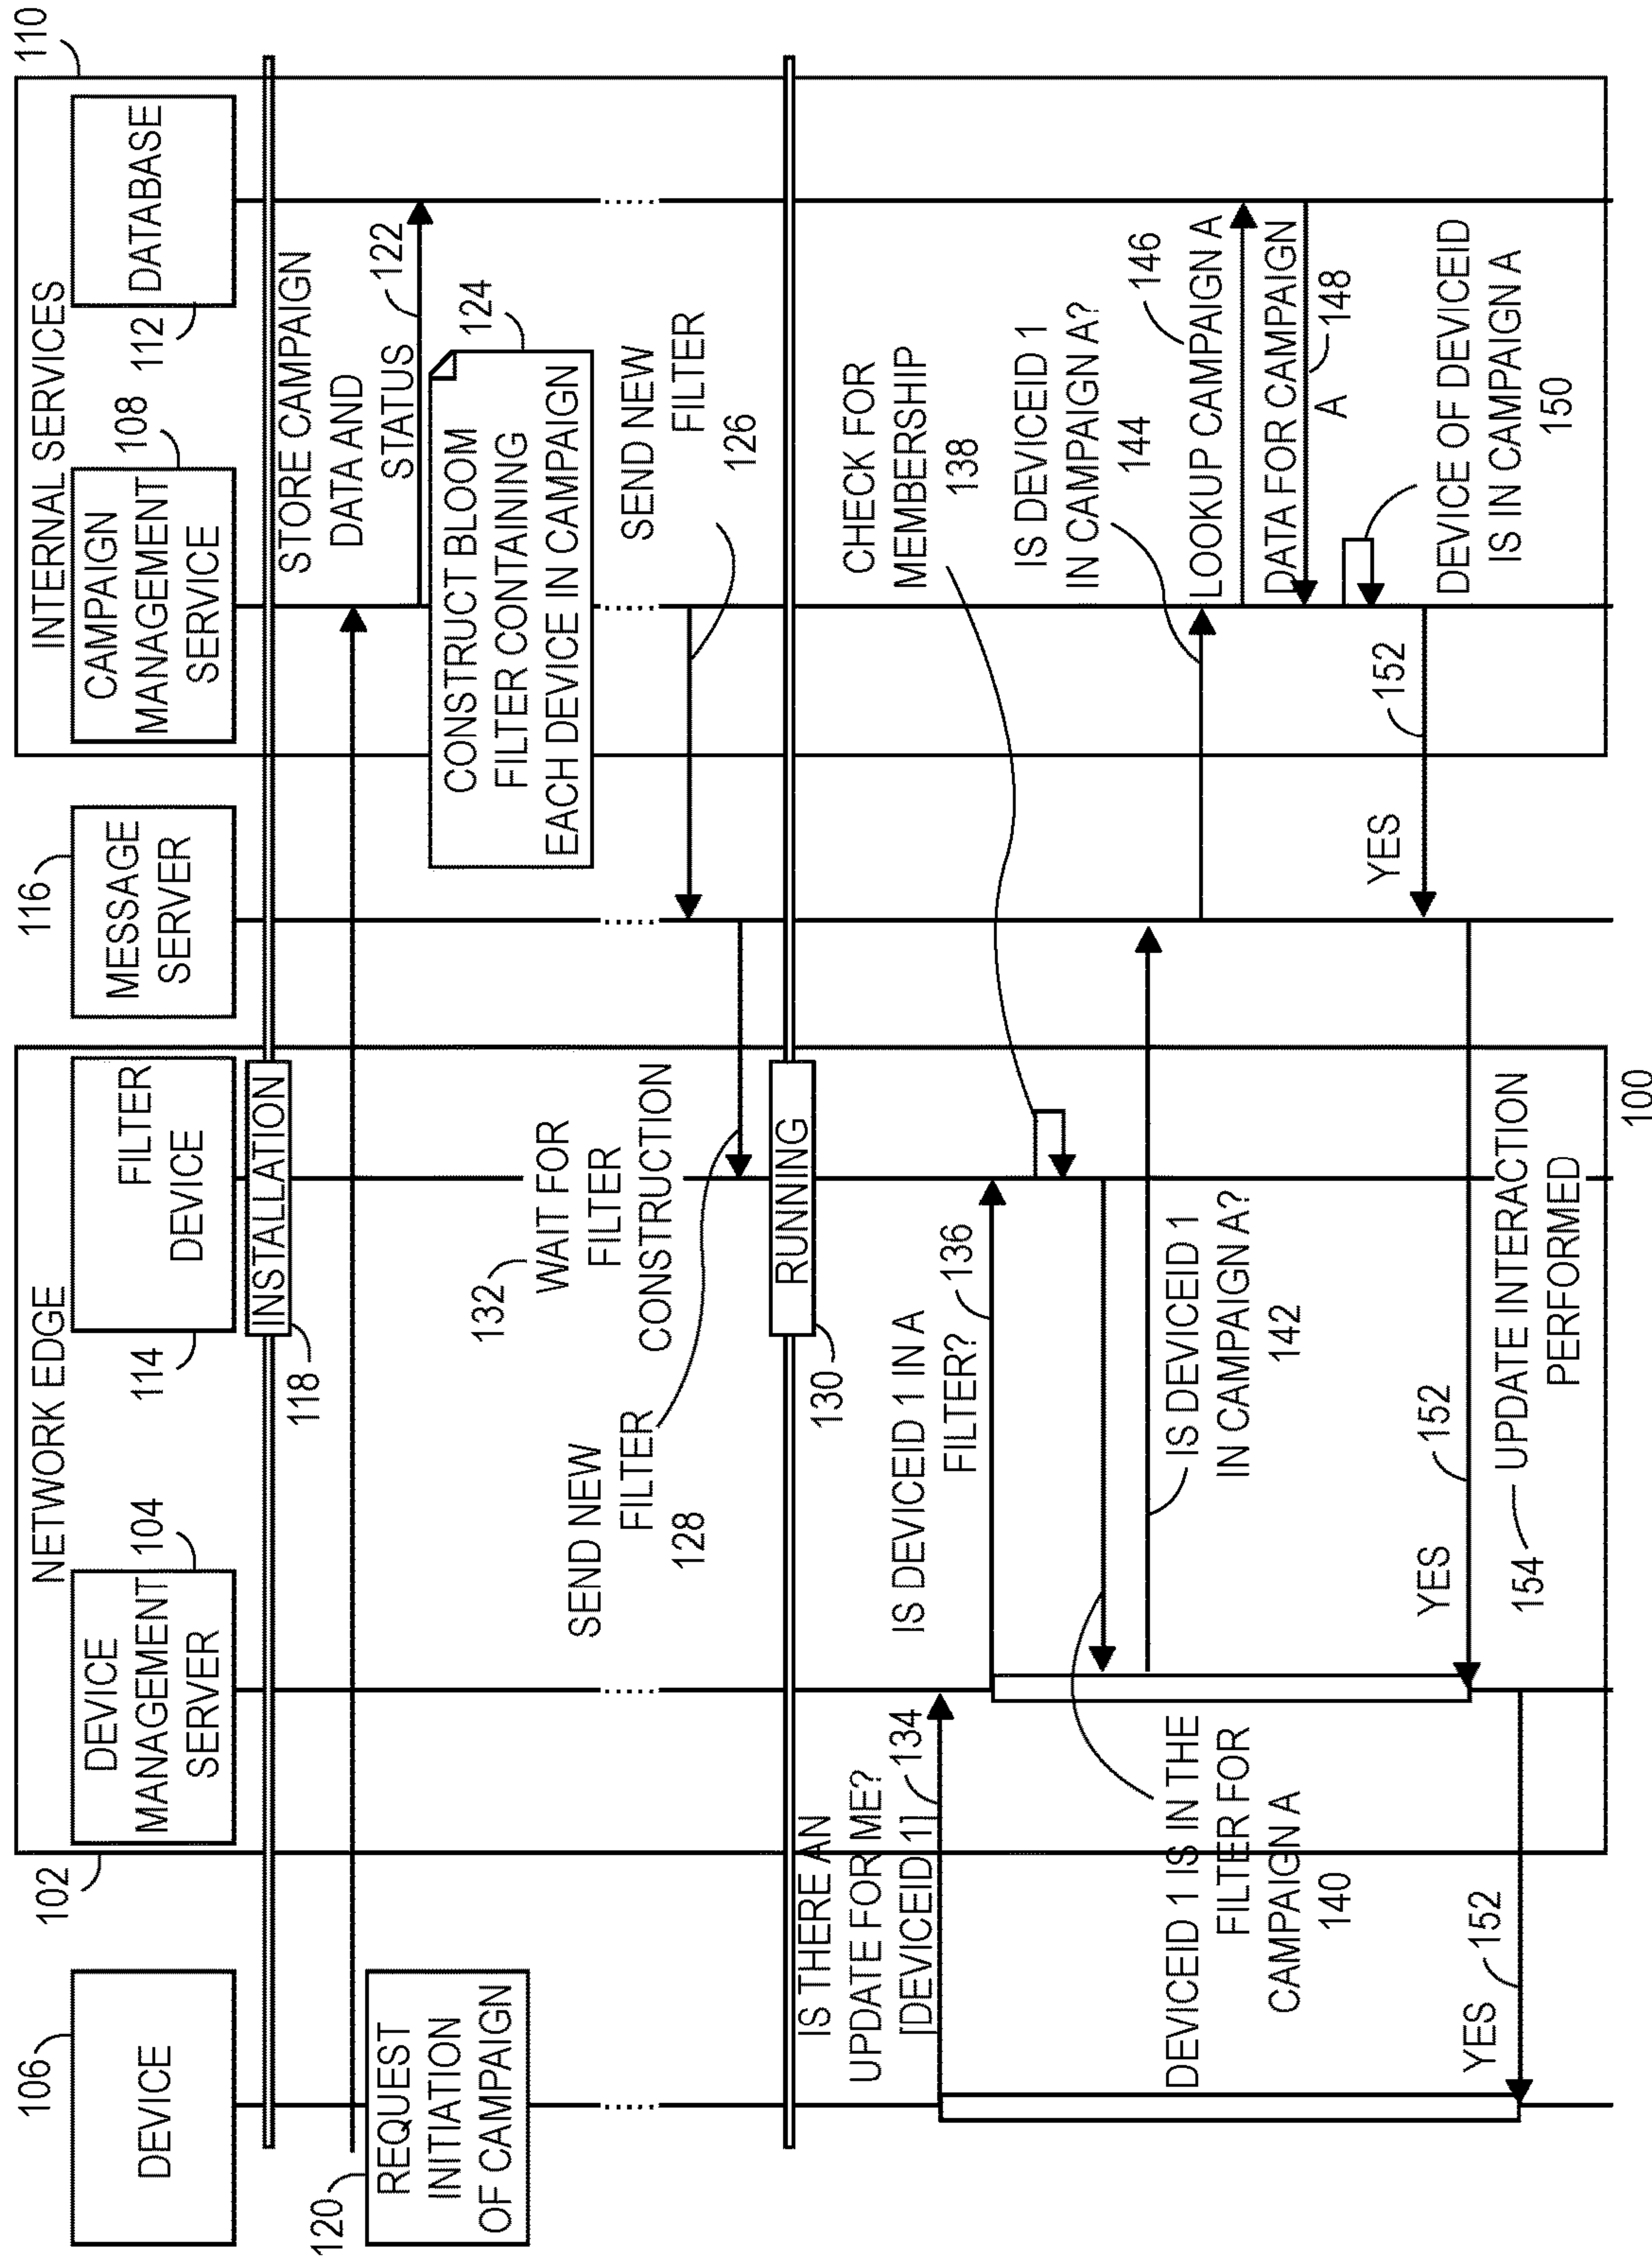 110
INTERNAL SERVICES
CAMPAIGN
MANAGEMENT
SERVICE
108
112
DATABASE
116
MESSAGE
SERVER
NETWORK EDGE
102
DEVICE
MANAGEMENT
SERVER
104
114
FILTER
DEVICE
106
DEVICE
INSTALLATION
118
120
REQUEST
INITIATION
OF CAMPAIGN
STORE CAMPAIGN
DATA AND
STATUS
122
CONSTRUCT BLOOM
FILTER CONTAINING
EACH DEVICE IN CAMPAIGN
124
SEND NEW
FILTER
126
132
WAIT FOR
FILTER
CONSTRUCTION
SEND NEW
FILTER
128
RUNNING
130
IS THERE AN
UPDATE FOR ME?
[DEVICEID 1]
134
IS DEVICEID 1 IN A
FILTER?
136
CHECK FOR
MEMBERSHIP
138
DEVICEID 1 IS IN THE
FILTER FOR
CAMPAIGN A
140
IS DEVICEID 1
IN CAMPAIGN A?
142
IS DEVICEID 1
IN CAMPAIGN A?
144
146
LOOKUP CAMPAIGN A
DATA FOR CAMPAIGN
A
148
DEVICE OF DEVICEID
IS IN CAMPAIGN A
150
YES
152
YES
152
YES
152
154
UPDATE INTERACTION
PERFORMED
100